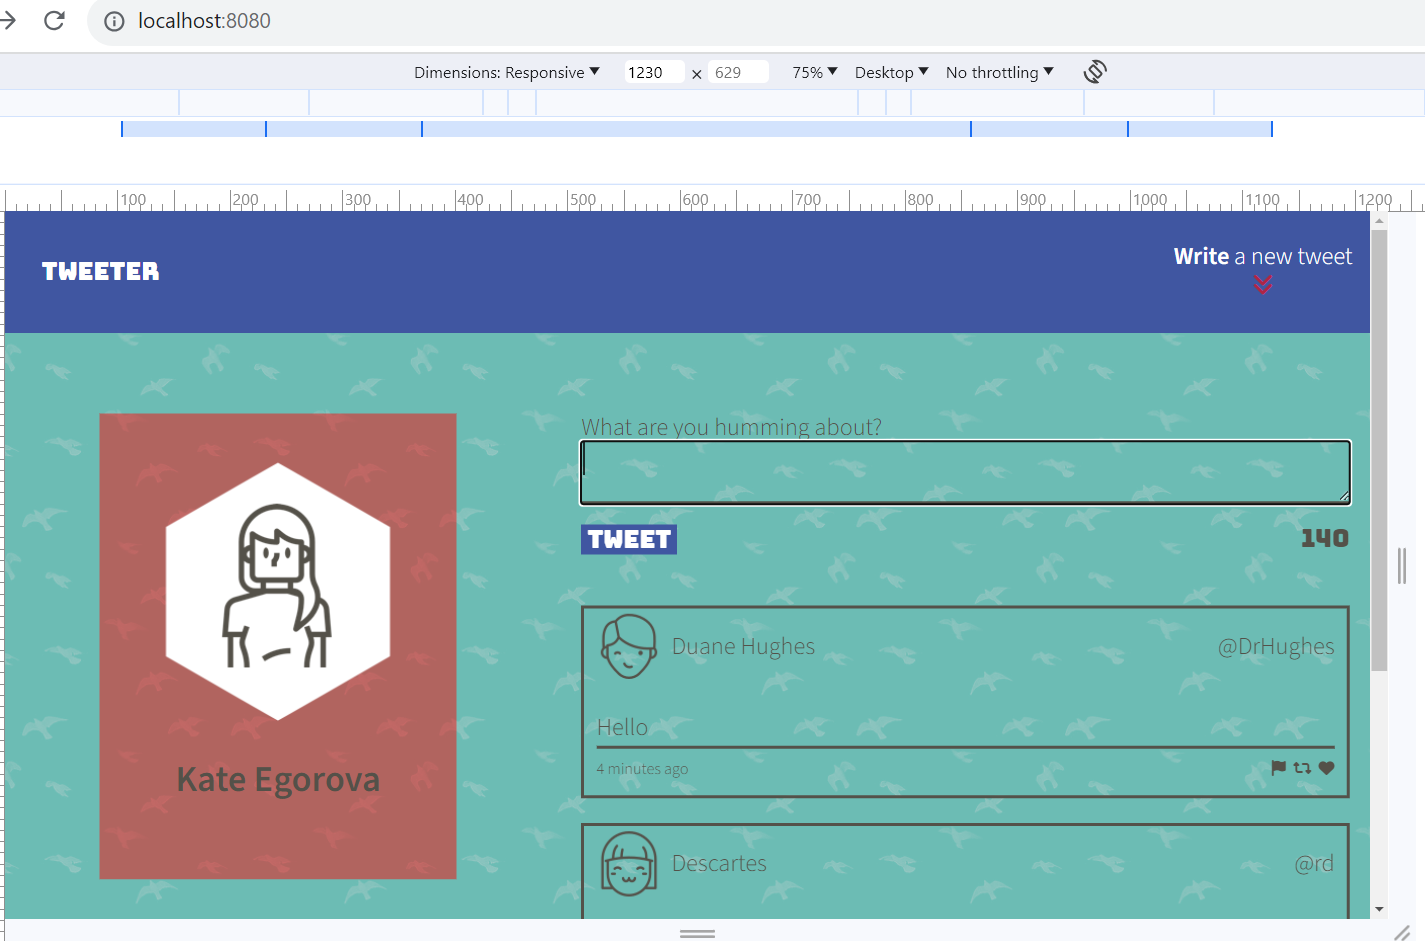 localhost:8080
Dimensions: Responsive 1230 × 629 75% Desktop No throttling
100 200 300 400 500 600 700 800 900 1000 1100 1200
TWEETER
Write a new tweet
What are you humming about?
TWEET 140
Kate Egorova
Duane Hughes @DrHughes
Hello
4 minutes ago
Descartes @rd